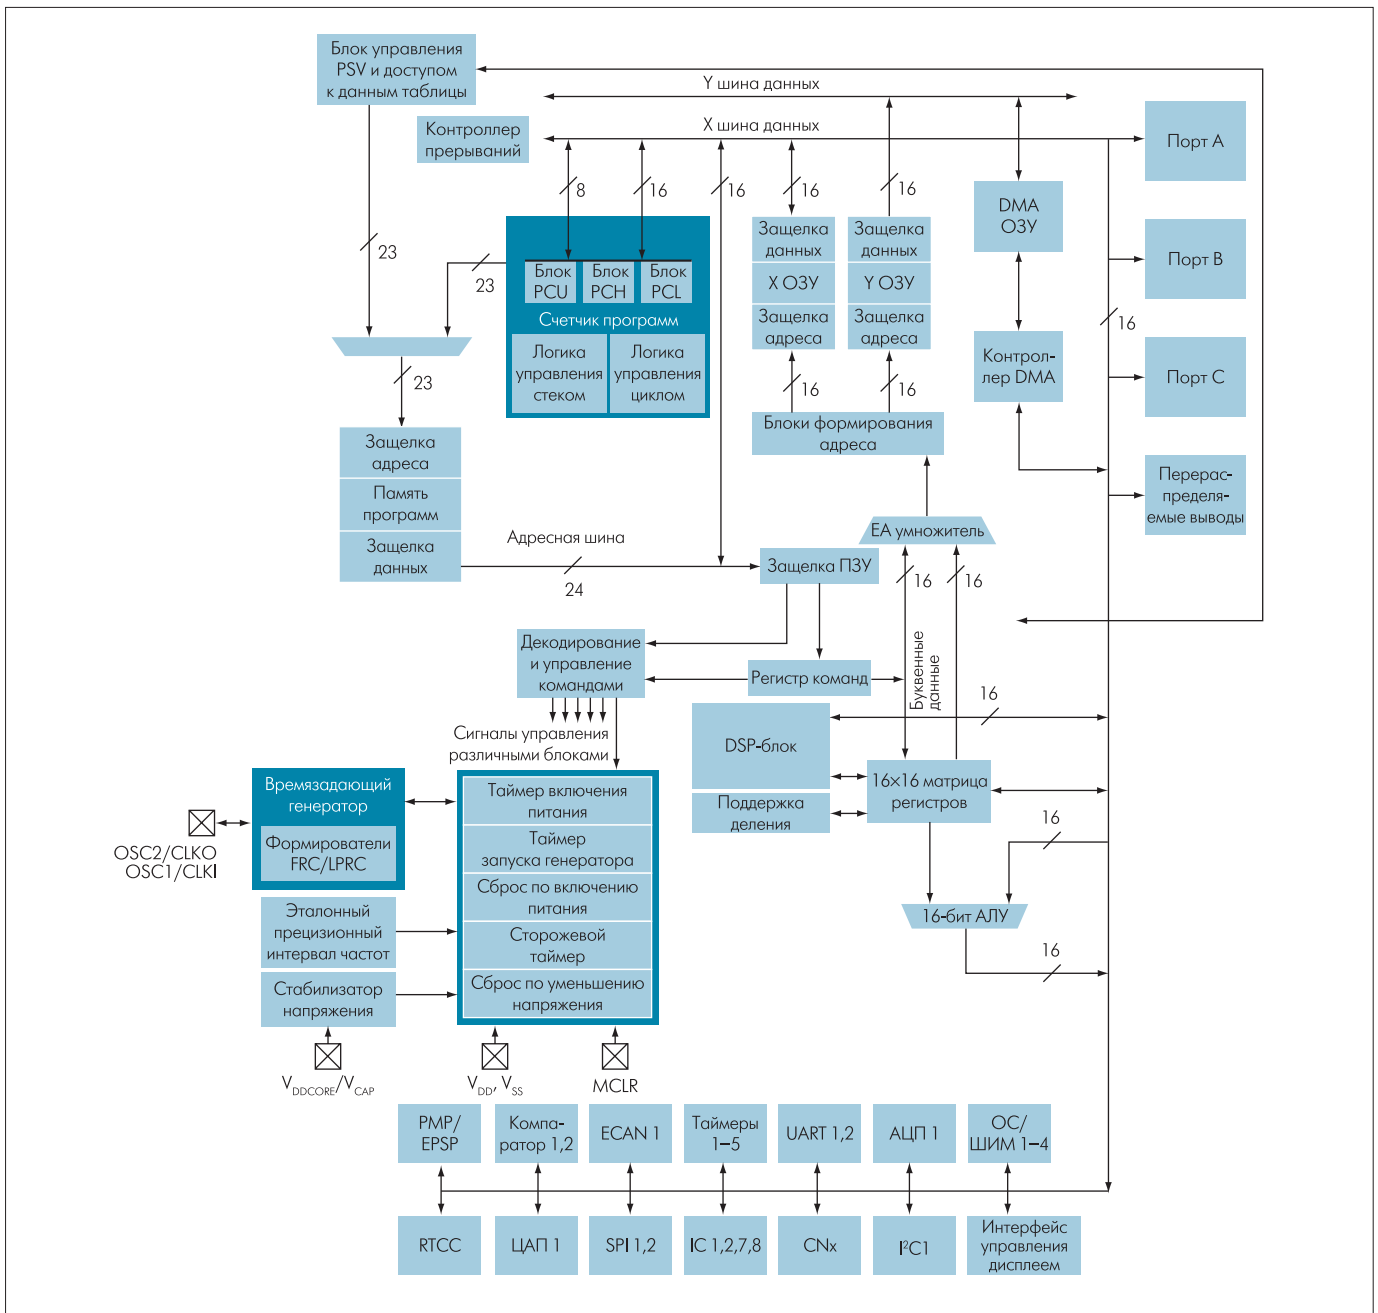 Блок управления
PSV и доступом
к данным таблицы
Y шина данных
X шина данных
Контроллер
прерываний
Порт A
8
16
16
16
16
DMA
ОЗУ
Защелка
данных
X ОЗУ
Защелка
адреса
Защелка
данных
Y ОЗУ
Защелка
адреса
Порт B
23
23
Блок
PCU
Блок
PCH
Блок
PCL
Счетчик программ
Логика
управления
стеком
Логика
управления
циклом
16
Контрол-
лер DMA
Порт C
23
16
16
Блоки формирования
адреса
Защелка
адреса
Память
программ
Защелка
данных
Перерас-
пределя-
емые выводы
Адресная шина
24
EA умножитель
Защелка ПЗУ
16
16
Декодирование
и управление
командами
Регистр команд
Буквенные
данные
16
Сигналы управления
различными блоками
DSP-блок
16×16 матрица
регистров
Поддержка
деления
Времязадающий
генератор
Формирователи
FRC/LPRC
OSC2/CLKO
OSC1/CLKI
Таймер включения
питания
Таймер
запуска генератора
Сброс по включению
питания
Сторожевой
таймер
Сброс по уменьшению
напряжения
16
16-бит АЛУ
16
Эталонный
прецизионный
интервал частот
Стабилизатор
напряжения
V_DDCORE/V_CAP
V_DD, V_SS
MCLR
PMP/
EPSP
Компа-
ратор 1,2
ECAN 1
Таймеры
1–5
UART 1,2
АЦП 1
OC/
ШИМ 1–4
RTCC
ЦАП 1
SPI 1,2
IC 1,2,7,8
CNx
I²C1
Интерфейс
управления
дисплеем